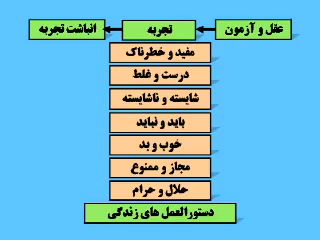 عقل و آزمون
تجربه
انباشت تجربه
مفید و خطرناک
درست و غلط
شایسته و ناشایسته
باید و نباید
خوب و بد
مجاز و ممنوع
حلال و حرام
دستورالعمل های زندگی